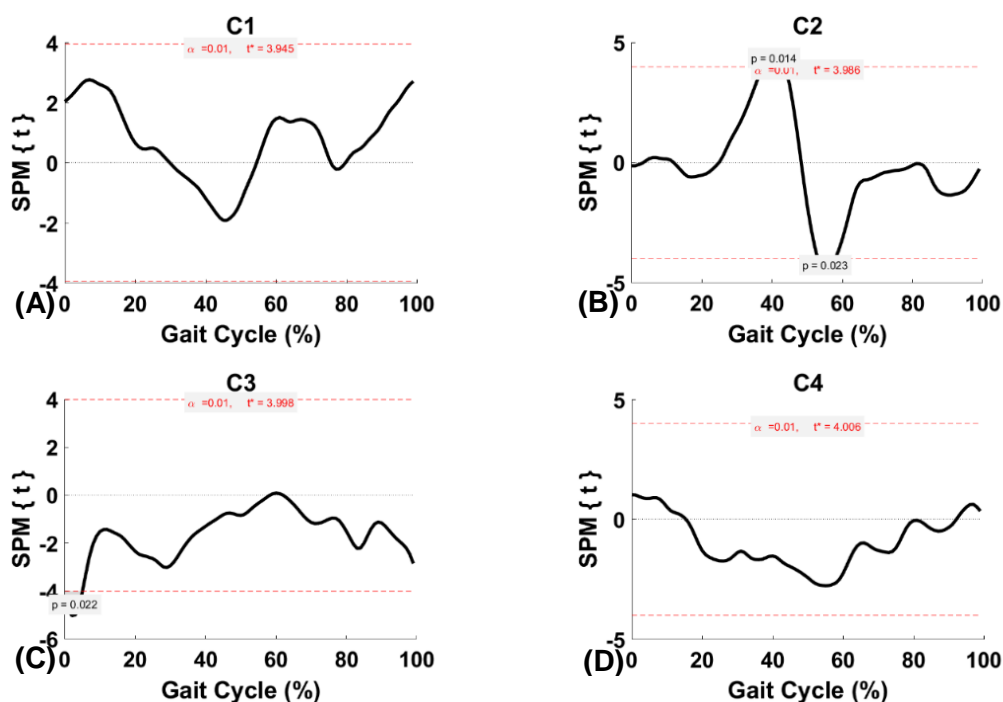 C1
4
α =0.01, t* = 3.945
2
0
-2
-4
SPM { t }
0 20 40 60 80 100
Gait Cycle (%)
(A)
C2
5
p = 0.014
α =0.01, t* = 3.986
0
p = 0.023
-5
SPM { t }
0 20 40 60 80 100
Gait Cycle (%)
(B)
C3
4
α =0.01, t* = 3.998
2
0
-2
-4
p = 0.022
-6
SPM { t }
0 20 40 60 80 100
Gait Cycle (%)
(C)
C4
5
α =0.01, t* = 4.006
0
-5
SPM { t }
0 20 40 60 80 100
Gait Cycle (%)
(D)